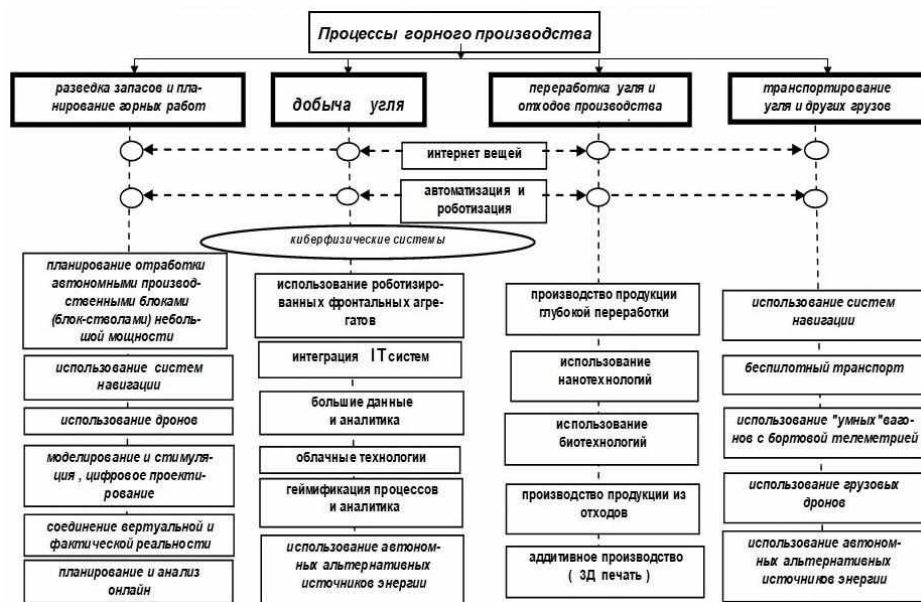 Процессы горного производства
разведка запасов и пла-
нирование горных работ
добыча угля
переработка угля и
отходов производства
транспортирование
угля и других грузов
интернет вещей
автоматизация и
роботизация
киберфизические системы
планирование отработки
автономными производ-
ственными блоками
(блок-стволами) неболь-
шой мощности
использование систем
навигации
использование дронов
моделирование и стимуля-
ция , цифровое проекти-
рование
соединение вертуальной и
фактической реальности
планирование и анализ
онлайн
использование роботизиро-
ванных фронтальных агре-
гатов
интеграция IT систем
большие данные
и аналитика
облачные технологии
геймификация процессов
и аналитика
использование автоном-
ных альтернативных
источников энергии
производство продукции
глубокой переработки
использование
нанотехнологий
использование
биотехнологий
производство продукции из
отходов
аддитивное производство
( 3Д печать )
использование систем
навигации
беспилотный транспорт
использование "умных"ваго-
нов с бортовой телеметрией
использование грузовых
дронов
использование автоном-
ных альтернативных
источников энергии